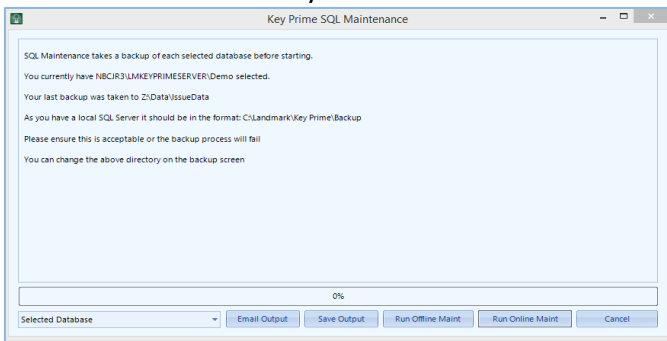 Key Prime SQL Maintenance
SQL Maintenance takes a backup of each selected database before starting.
You currently have NBCJR3\LMKEYPRIMESERVER\Demo selected.
Your last backup was taken to Z:\Data\IssueData
As you have a local SQL Server it should be in the format: C:\Landmark\Key Prime\Backup
Please ensure this is acceptable or the backup process will fail
You can change the above directory on the backup screen
0%
Selected Database
Email Output
Save Output
Run Offline Maint
Run Online Maint
Cancel